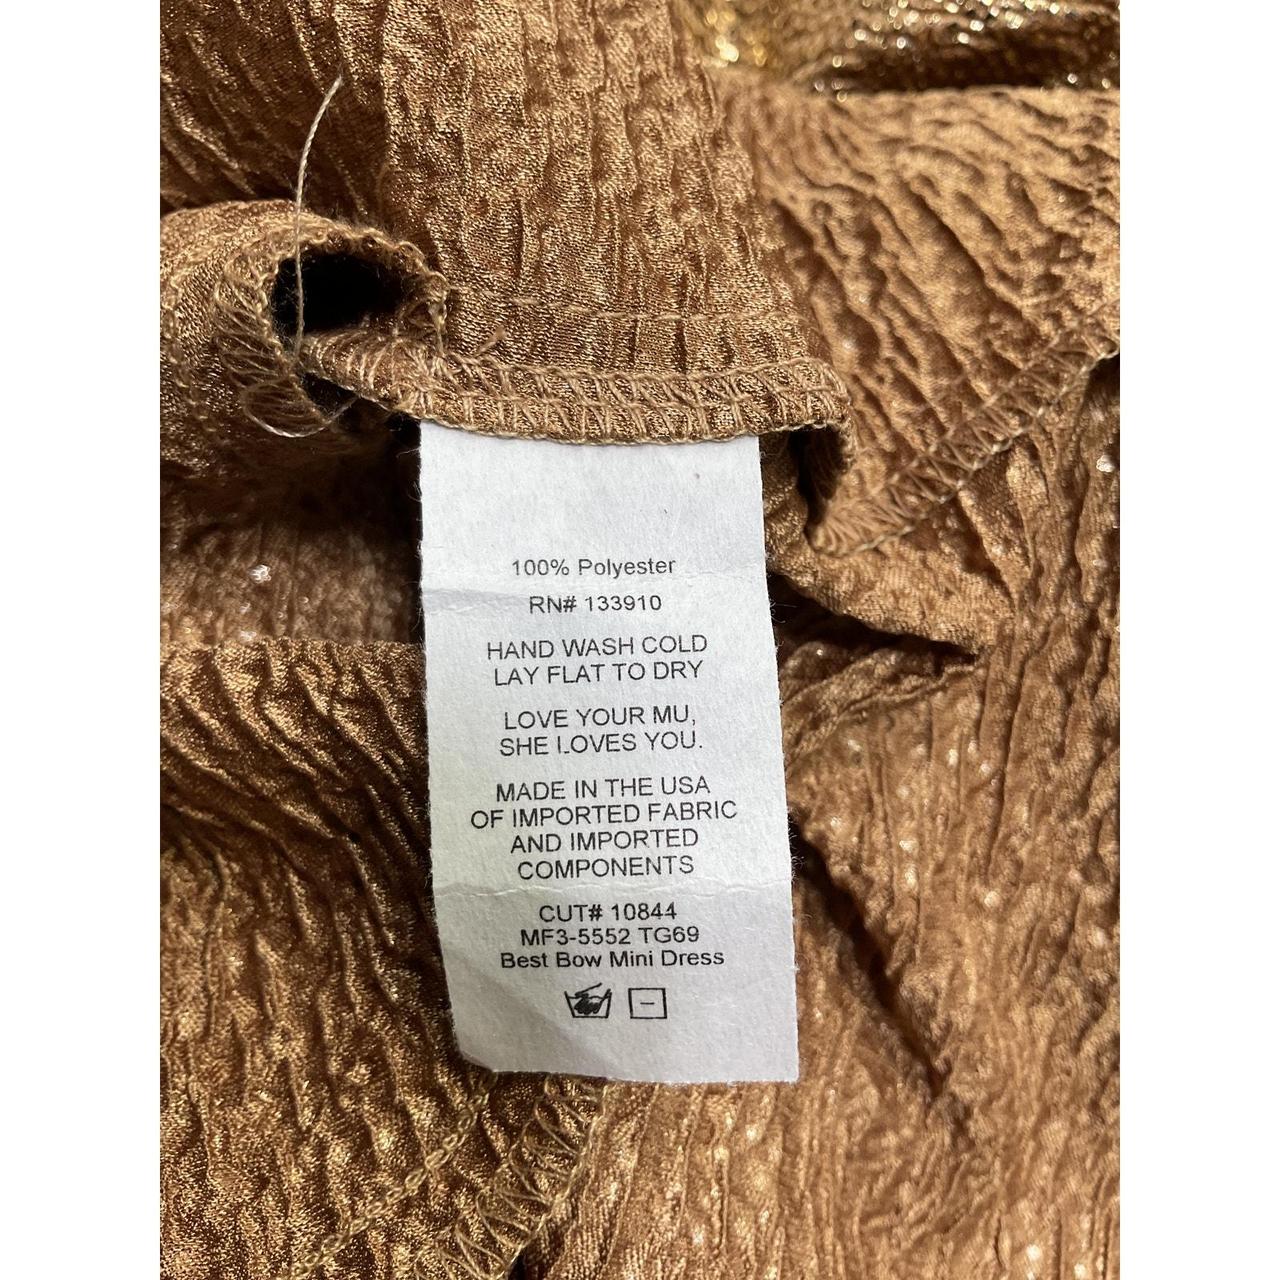 100% Polyester
RN# 133910
HAND WASH COLD
LAY FLAT TO DRY
LOVE YOUR MU,
SHE LOVES YOU.
MADE IN THE USA
OF IMPORTED FABRIC
AND IMPORTED
COMPONENTS
CUT# 10844
MF3-5552 TG69
Best Bow Mini Dress